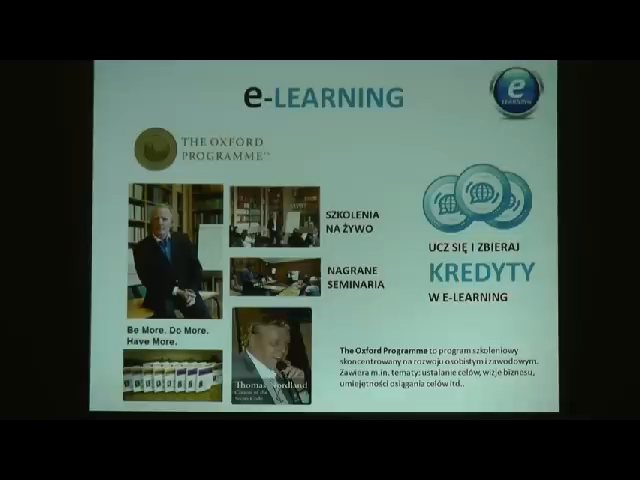 e-LEARNING
e
LEARNING
THE OXFORD
PROGRAMME™
SZKOLENIA
NA ŻYWO
NAGRANE
SEMINARIA
UCZ SIĘ I ZBIERAJ
KREDYTY
W E-LEARNING
Be More. Do More.
Have More.
Thomas Nordland
The Oxford Programme to program szkoleniowy
skoncentrowany na rozwoju osobistym i zawodowym.
Zawiera m.in. tematy: ustalanie celów, wizje biznesu,
umiejętności osiągania celów itd..